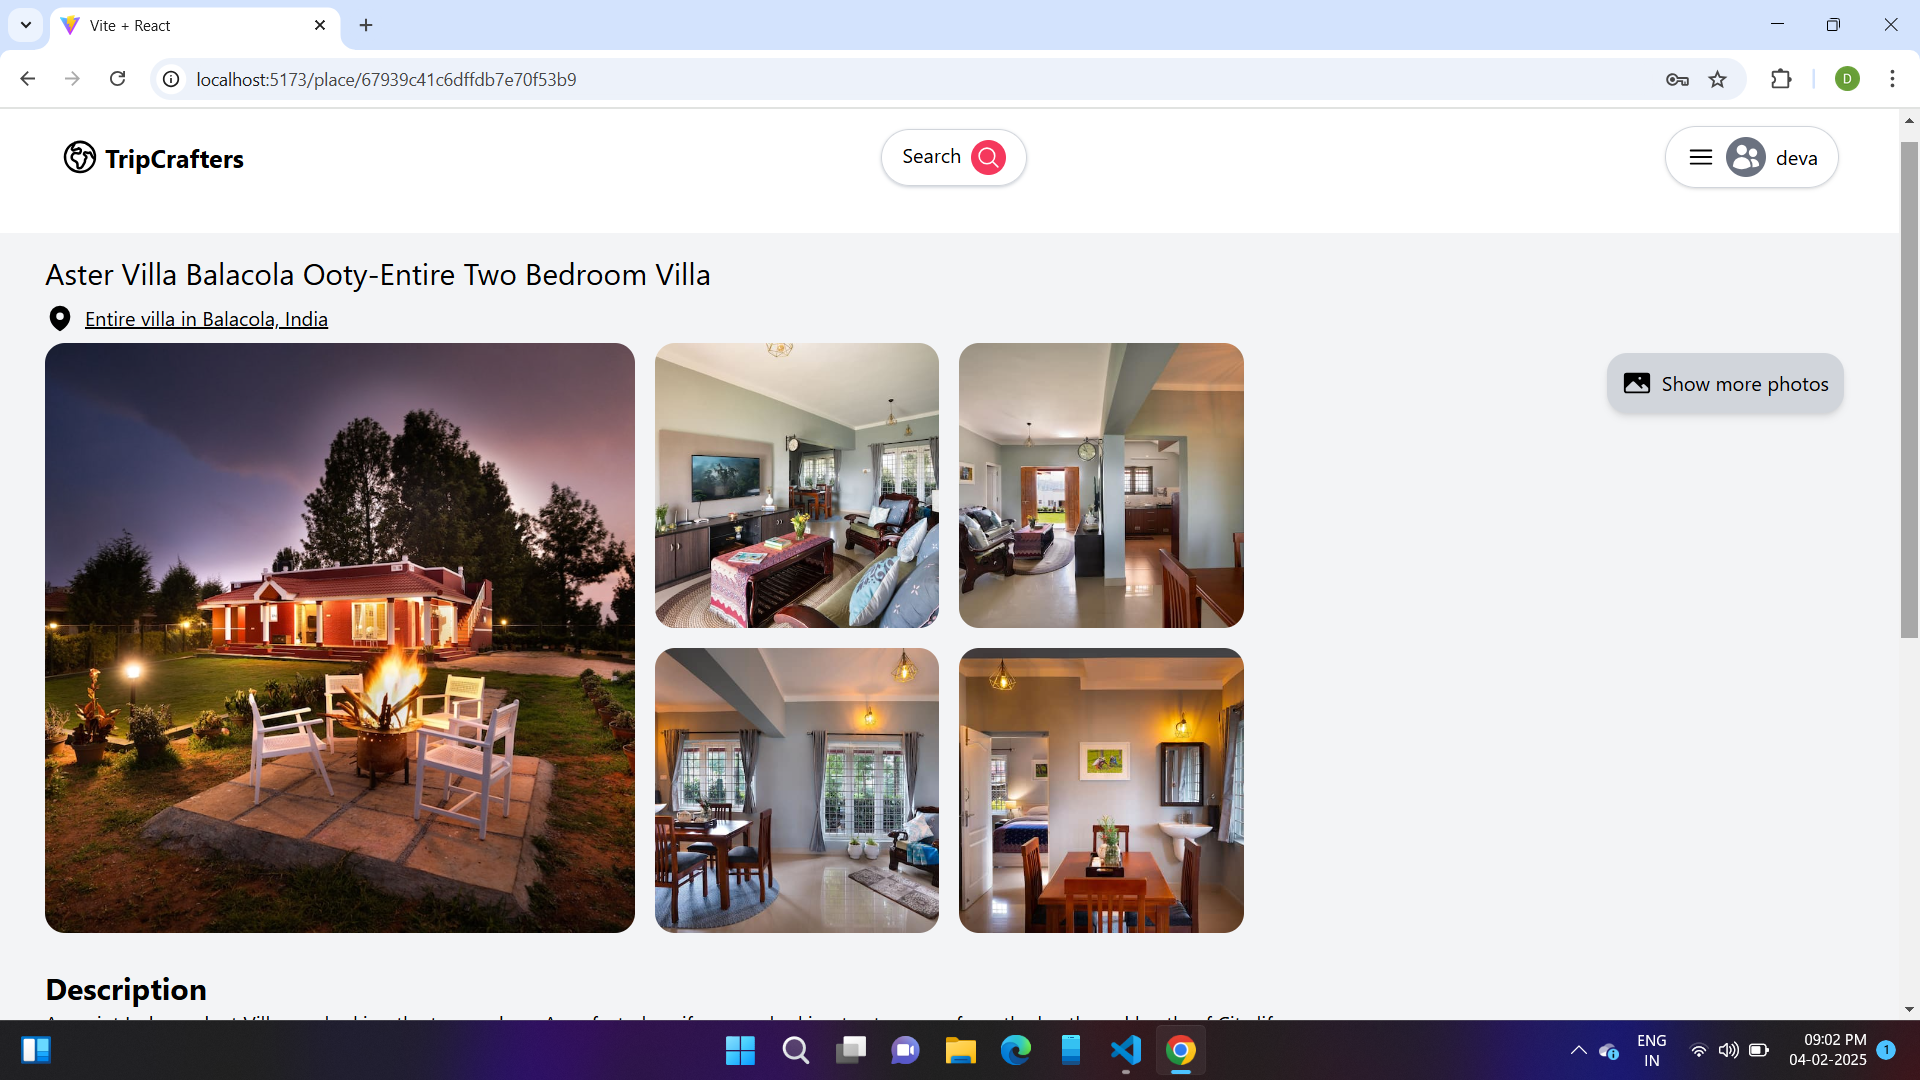 Vite + React
localhost:5173/place/67939c41c6dffdb7e70f53b9
D
TripCrafters
Search
deva
Aster Villa Balacola Ooty-Entire Two Bedroom Villa
Entire villa in Balacola, India
Show more photos
Description
ENG
IN
09:02 PM
04-02-2025
1